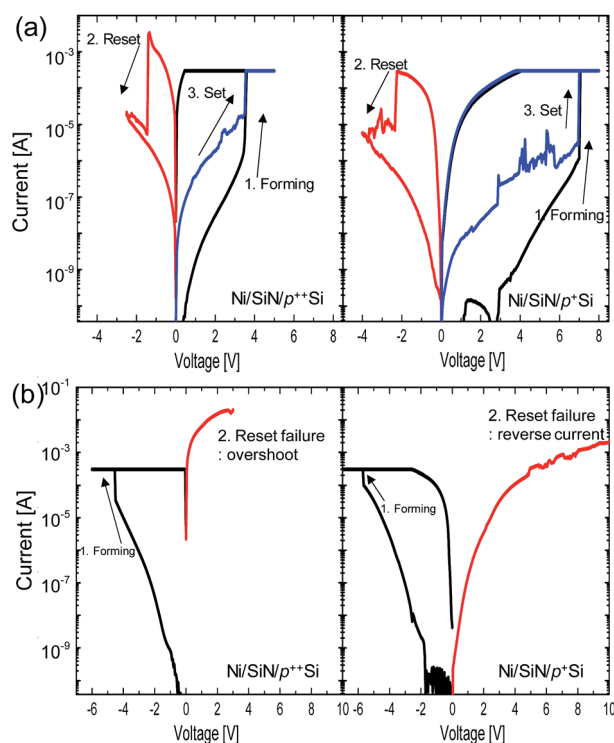 (a)
2. Reset
3. Set
1. Forming
Ni/SiN/p++Si
2. Reset
3. Set
1. Forming
Ni/SiN/p+Si
Current [A]
10-3
10-5
10-7
10-9
-4 -2 0 2 4 6 8
-4 -2 0 2 4 6 8
Voltage [V]
Voltage [V]
(b)
10-1
10-3
10-5
10-7
10-9
Current [A]
2. Reset failure
: overshoot
1. Forming
Ni/SiN/p++Si
2. Reset failure
: reverse current
1. Forming
Ni/SiN/p+Si
-6 -4 -2 0 2 4 6 8 10
-6 -4 -2 0 2 4 6 8 10
Voltage [V]
Voltage [V]